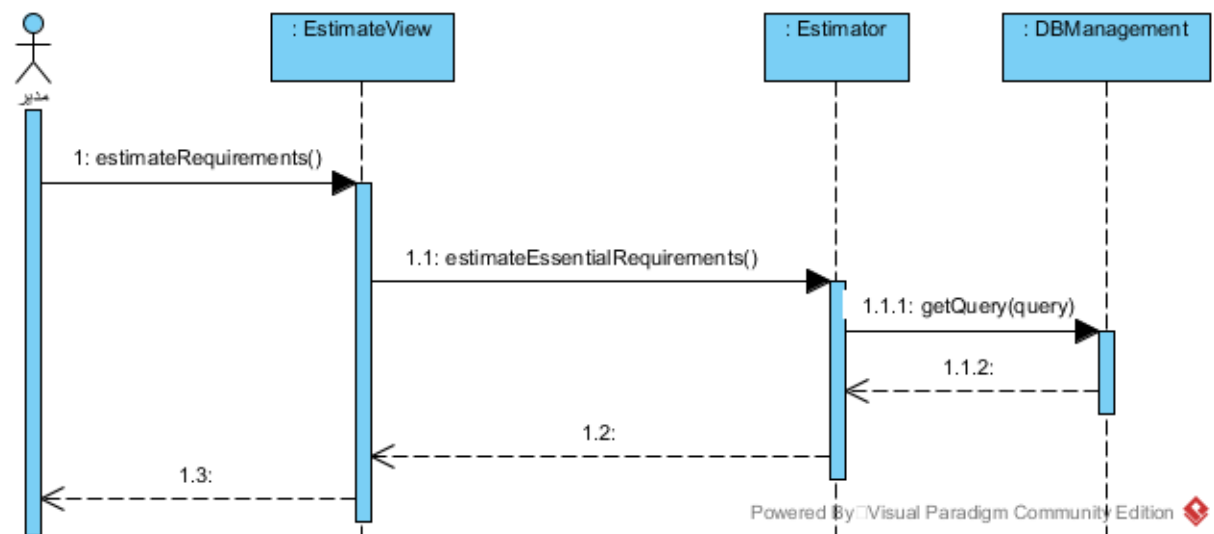 : EstimateView
: Estimator
: DBManagement
مدیر
1: estimateRequirements()
1.1: estimateEssentialRequirements()
1.1.1: getQuery(query)
1.1.2:
1.2:
1.3:
Powered By Visual Paradigm Community Edition